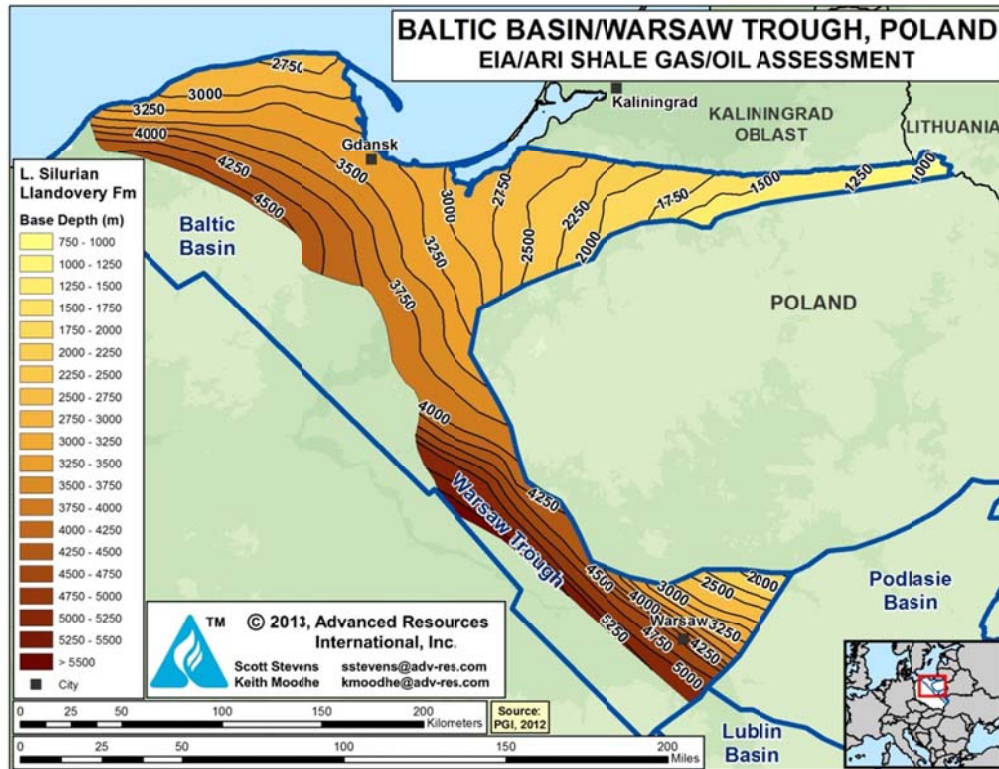 BALTIC BASIN/WARSAW TROUGH, POLAND
EIA/ARI SHALE GAS/OIL ASSESSMENT
Kaliningrad
KALININGRAD
OBLAST
LITHUANIA
Gdansk
2750
3000
3250
4000
4250
4500
3500
3000
3250
3750
2750
2500
2250
2000
1750
1500
1250
1000
L. Silurian
Llandovery Fm
Base Depth (m)
750 - 1000
1000 - 1250
1250 - 1500
1500 - 1750
1750 - 2000
2000 - 2250
2250 - 2500
2500 - 2750
2750 - 3000
3000 - 3250
3250 - 3500
3500 - 3750
3750 - 4000
4000 - 4250
4250 - 4500
4500 - 4750
4750 - 5000
5000 - 5250
5250 - 5500
> 5500
City
Baltic
Basin
POLAND
4000
4250
Warsaw Trough
4500
4000
3000
2500
2000
3250
Warsaw
4250
4750
5000
5250
Podlasie
Basin
Lublin
Basin
TM
© 2013, Advanced Resources
International, Inc.
Scott Stevens sstevens@adv-res.com
Keith Moodhe kmoodhe@adv-res.com
0 25 50 100 150 200
Kilometers
Source:
PGI, 2012
0 25 50 100 150 200
Miles